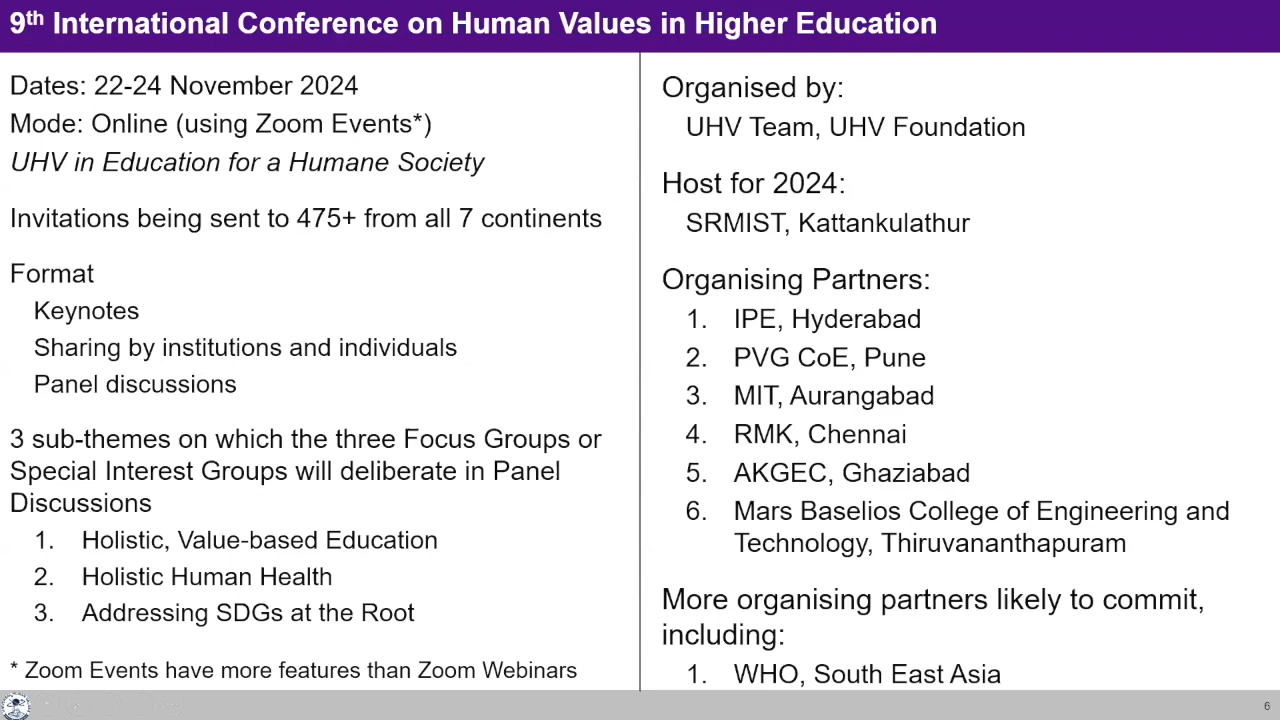 9th International Conference on Human Values in Higher Education
Dates: 22-24 November 2024
Mode: Online (using Zoom Events*)
UHV in Education for a Humane Society
Invitations being sent to 475+ from all 7 continents
Format
Keynotes
Sharing by institutions and individuals
Panel discussions
3 sub-themes on which the three Focus Groups or
Special Interest Groups will deliberate in Panel
Discussions
1. Holistic, Value-based Education
2. Holistic Human Health
3. Addressing SDGs at the Root
* Zoom Events have more features than Zoom Webinars
Organised by:
UHV Team, UHV Foundation
Host for 2024:
SRMIST, Kattankulathur
Organising Partners:
1. IPE, Hyderabad
2. PVG CoE, Pune
3. MIT, Aurangabad
4. RMK, Chennai
5. AKGEC, Ghaziabad
6. Mars Baselios College of Engineering and
Technology, Thiruvananthapuram
More organising partners likely to commit,
including:
1. WHO, South East Asia
6